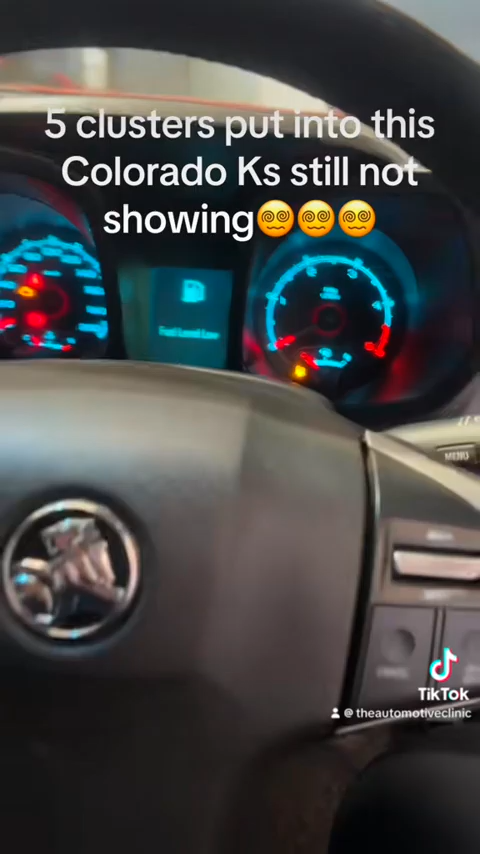 5 clusters put into this
Colorado Ks still not
showing😵‍💫😵‍💫😵‍💫
Fuel Level Low
MENU
TikTok
@ theautomotiveclinic